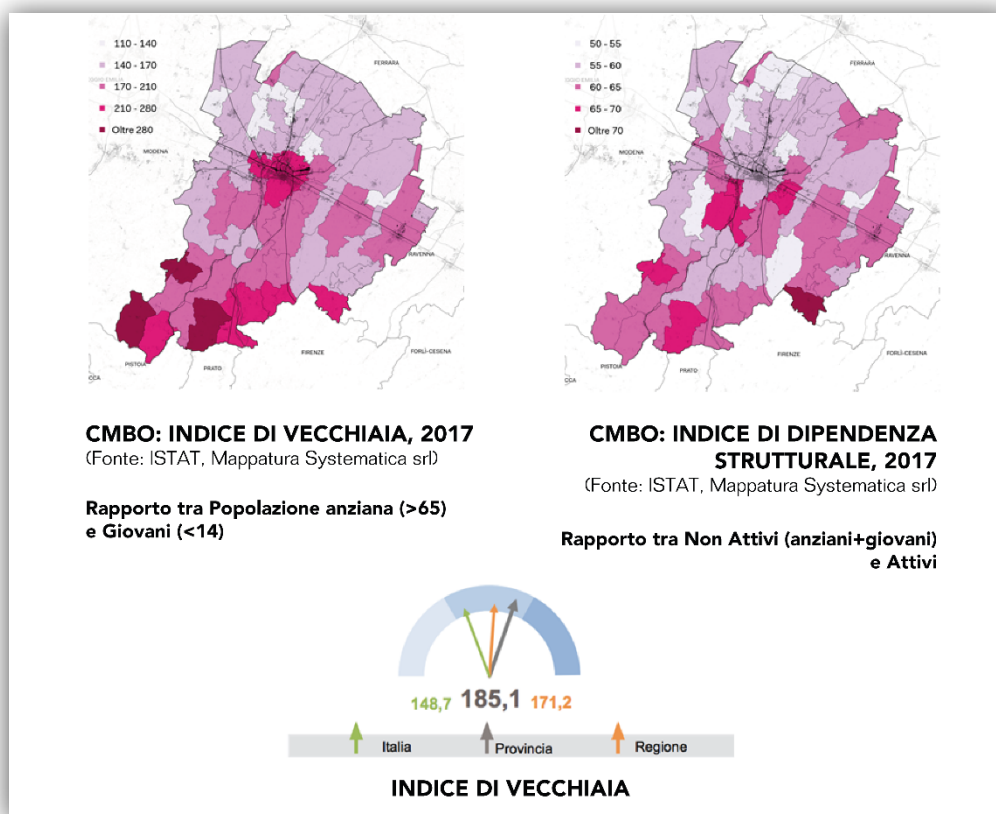 110 - 140
140 - 170
170 - 210
210 - 280
Oltre 280
FERRARA
MODENA
RAVENNA
FORLÌ-CESENA
FIRENZE
PISTOIA
PRATO
50 - 55
55 - 60
60 - 65
65 - 70
Oltre 70
FERRARA
MODENA
RAVENNA
FORLÌ-CESENA
FIRENZE
PISTOIA
PRATO
CMBO: INDICE DI VECCHIAIA, 2017
(Fonte: ISTAT, Mappatura Systematica srl)
Rapporto tra Popolazione anziana (>65)
e Giovani (<14)
CMBO: INDICE DI DIPENDENZA
STRUTTURALE, 2017
(Fonte: ISTAT, Mappatura Systematica srl)
Rapporto tra Non Attivi (anziani+giovani)
e Attivi
148,7 185,1 171,2
Italia Provincia Regione
INDICE DI VECCHIAIA